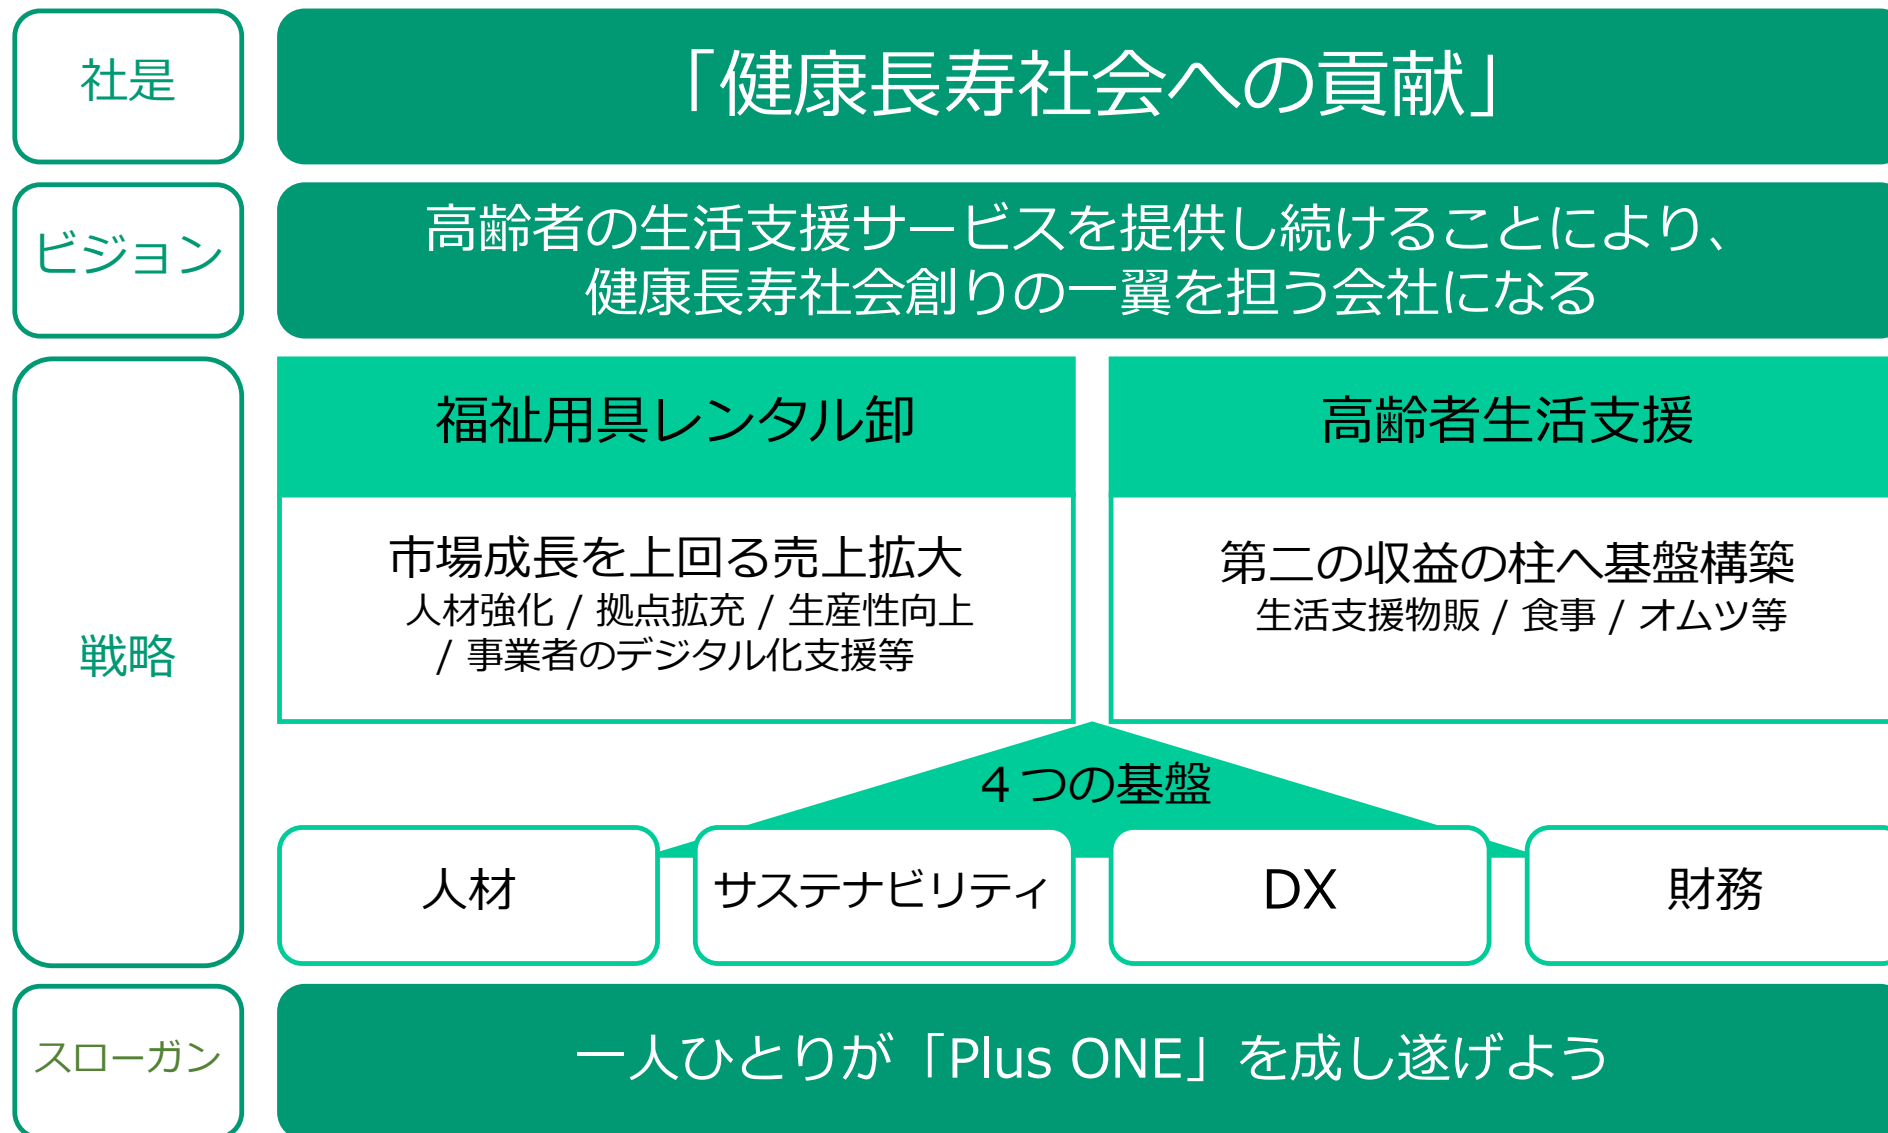 社是
「健康長寿社会への貢献」
ビジョン
高齢者の生活支援サービスを提供し続けることにより、
健康長寿社会創りの一翼を担う会社になる
戦略
福祉用具レンタル卸
市場成長を上回る売上拡大
人材強化 / 拠点拡充 / 生産性向上
/ 事業者のデジタル化支援等
高齢者生活支援
第二の収益の柱へ基盤構築
生活支援物販 / 食事 / オムツ等
４つの基盤
人材
サステナビリティ
DX
財務
スローガン
一人ひとりが「Plus ONE」を成し遂げよう